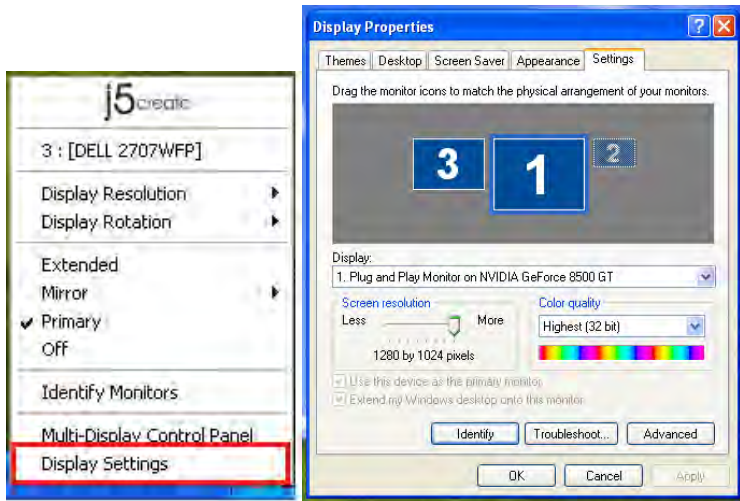 j5create
3 : [DELL 2707WFP]
Display Resolution
Display Rotation
Extended
Mirror
Primary
Off
Identify Monitors
Multi-Display Control Panel
Display Settings
Display Properties
Themes Desktop Screen Saver Appearance Settings
Drag the monitor icons to match the physical arrangement of your monitors.
3 1 2
Display:
1. Plug and Play Monitor on NVIDIA GeForce 8500 GT
Screen resolution
Less More
1280 by 1024 pixels
Color quality
Highest (32 bit)
Use this device as the primary monitor.
Extend my Windows desktop onto this monitor.
Identify Troubleshoot... Advanced
OK Cancel Apply